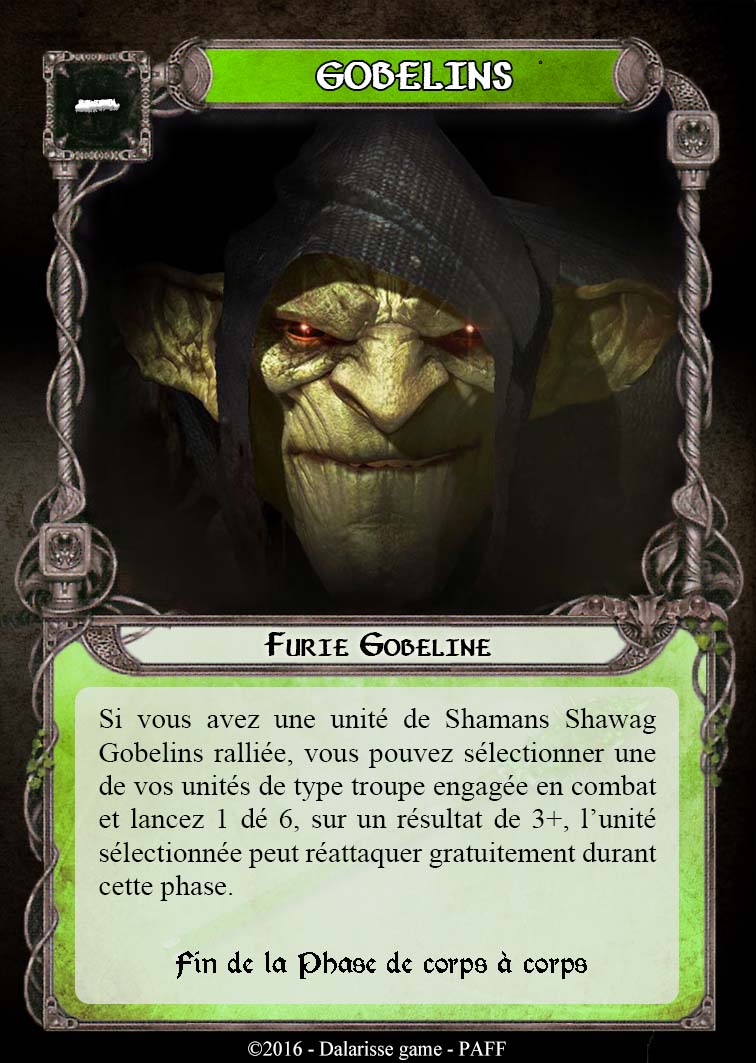 -
GOBELINS
Furie Gobeline
Si vous avez une unité de Shamans Shawag
Gobelins ralliée, vous pouvez sélectionner une
de vos unités de type troupe engagée en combat
et lancez 1 dé 6, sur un résultat de 3+, l’unité
sélectionnée peut réattaquer gratuitement durant
cette phase.
Fin de la Phase de corps à corps
©2016 - Dalarisse game - PAFF